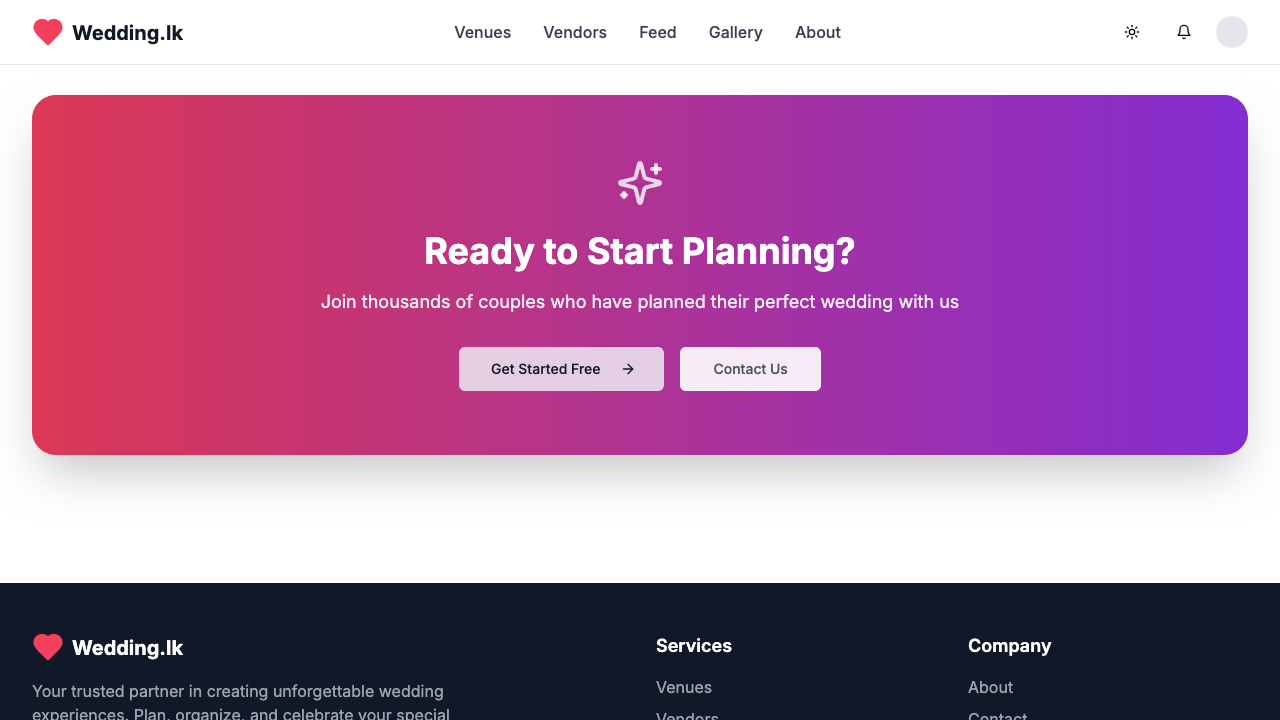 Wedding.lk
Venues
Vendors
Feed
Gallery
About
Ready to Start Planning?
Join thousands of couples who have planned their perfect wedding with us
Get Started Free
Contact Us
Wedding.lk
Your trusted partner in creating unforgettable wedding
experiences. Plan, organize, and celebrate your special
Services
Venues
Vendors
Company
About
Contact